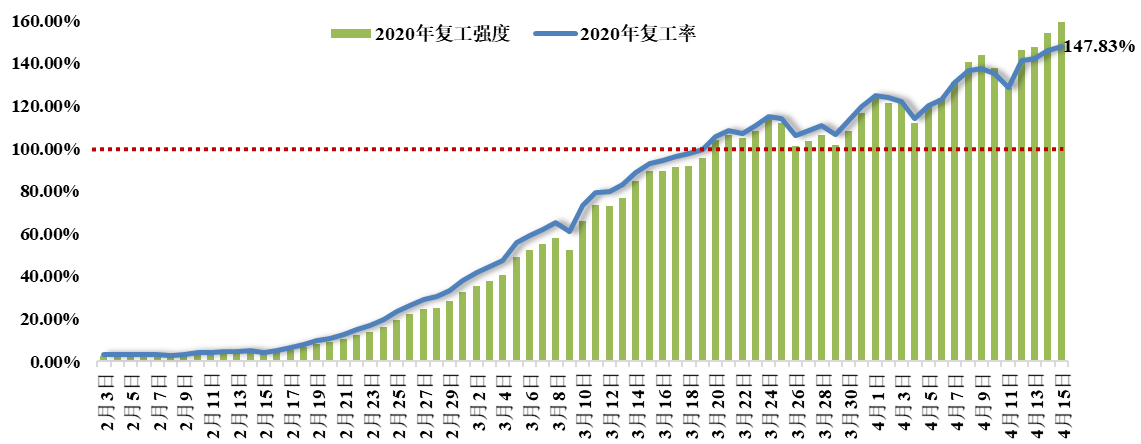 160.00%
140.00%
120.00%
100.00%
80.00%
60.00%
40.00%
20.00%
0.00%
2020年复工强度
2020年复工率
147.83%
2月3日
2月5日
2月7日
2月9日
2月11日
2月13日
2月15日
2月17日
2月19日
2月21日
2月23日
2月25日
2月27日
2月29日
3月2日
3月4日
3月6日
3月8日
3月10日
3月12日
3月14日
3月16日
3月18日
3月20日
3月22日
3月24日
3月26日
3月28日
3月30日
4月1日
4月3日
4月5日
4月7日
4月9日
4月11日
4月13日
4月15日